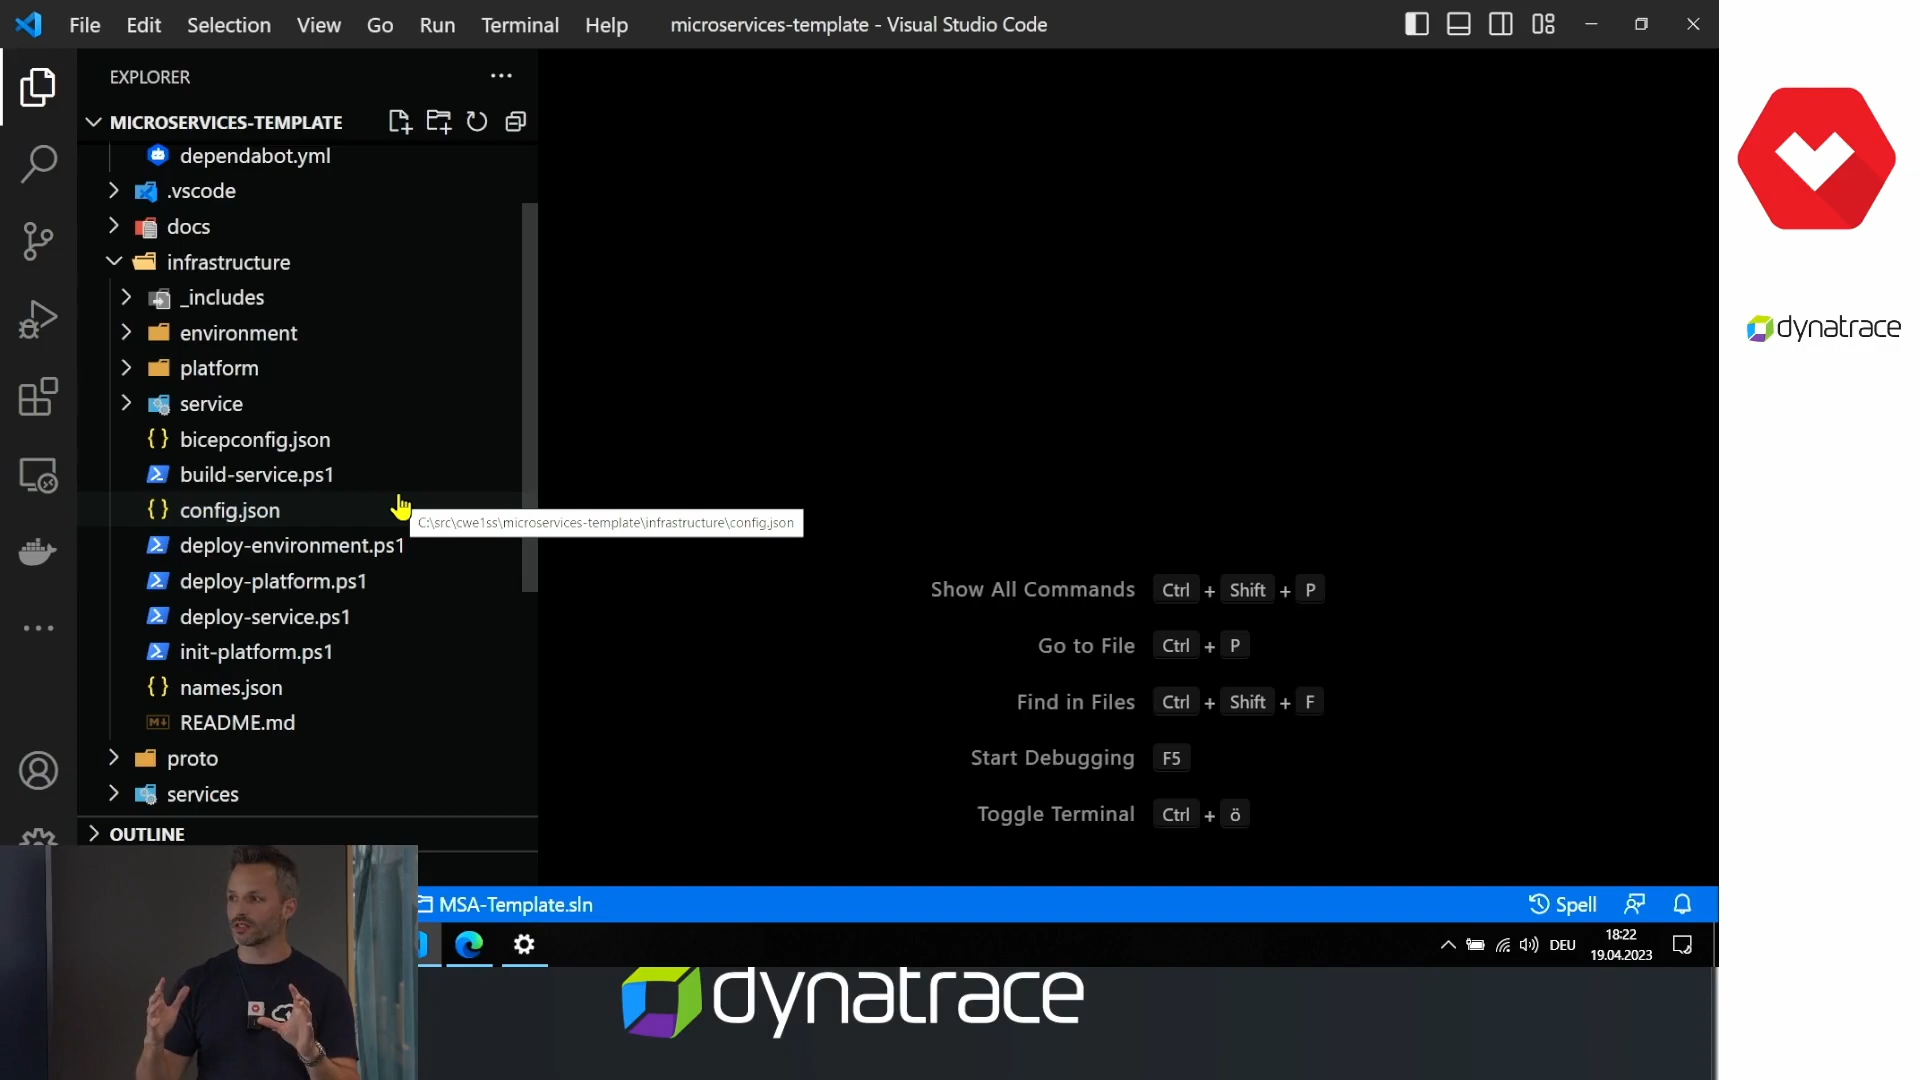 File Edit Selection View Go Run Terminal Help microservices-template - Visual Studio Code
EXPLORER
MICROSERVICES-TEMPLATE
dependabot.yml
.vscode
docs
infrastructure
_includes
environment
platform
service
bicepconfig.json
build-service.ps1
config.json
C:\src\cwe1ss\microservices-template\infrastructure\config.json
deploy-environment.ps1
deploy-platform.ps1
deploy-service.ps1
init-platform.ps1
names.json
README.md
proto
services
OUTLINE
Show All Commands Ctrl + Shift + P
Go to File Ctrl + P
Find in Files Ctrl + Shift + F
Start Debugging F5
Toggle Terminal Ctrl + ö
MSA-Template.sln
Spell
DEU
18:22
19.04.2023
dynatrace
dynatrace